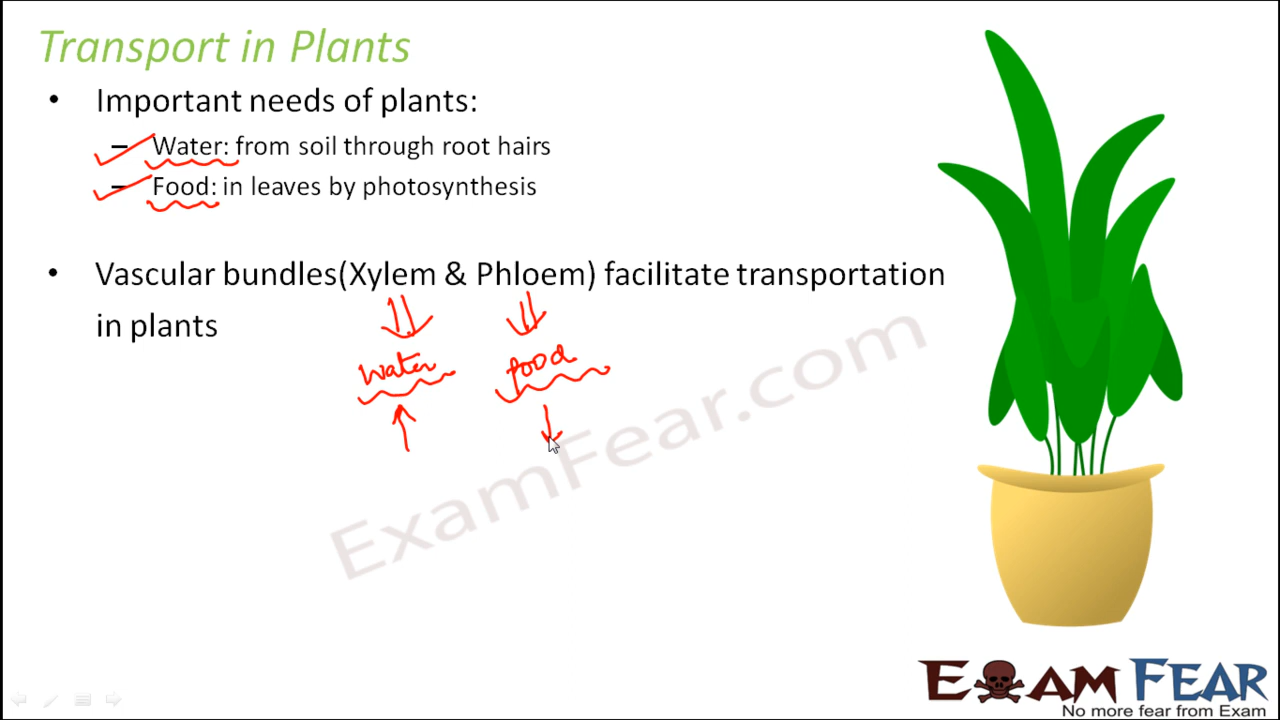 Transport in Plants
• Important needs of plants:
– Water: from soil through root hairs
– Food: in leaves by photosynthesis
• Vascular bundles(Xylem & Phloem) facilitate transportation
in plants
water food
ExamFear.com
EXAM FEAR
No more fear from Exam